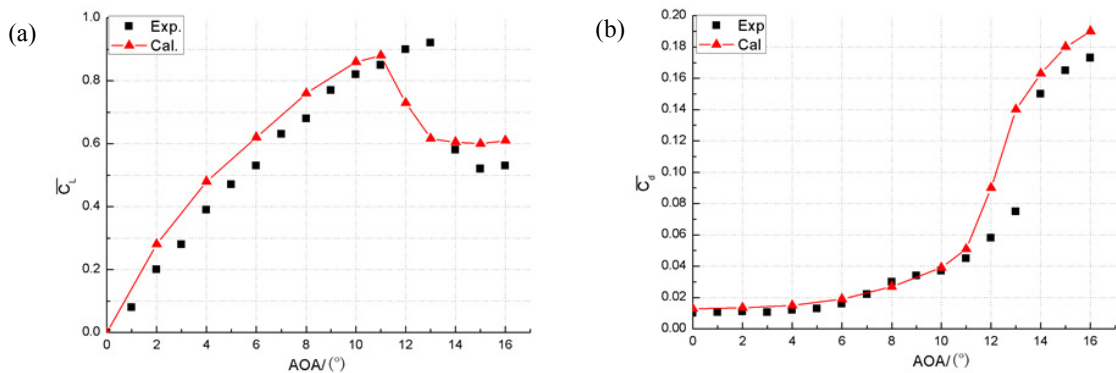 (a)
1.0
0.8
0.6
0.4
0.2
0.0
C̅L
Exp.
Cal.
0 2 4 6 8 10 12 14 16
AOA/(°)
(b)
0.20
0.18
0.16
0.14
0.12
0.10
0.08
0.06
0.04
0.02
0.00
C̅d
Exp
Cal
0 2 4 6 8 10 12 14 16
AOA/(°)